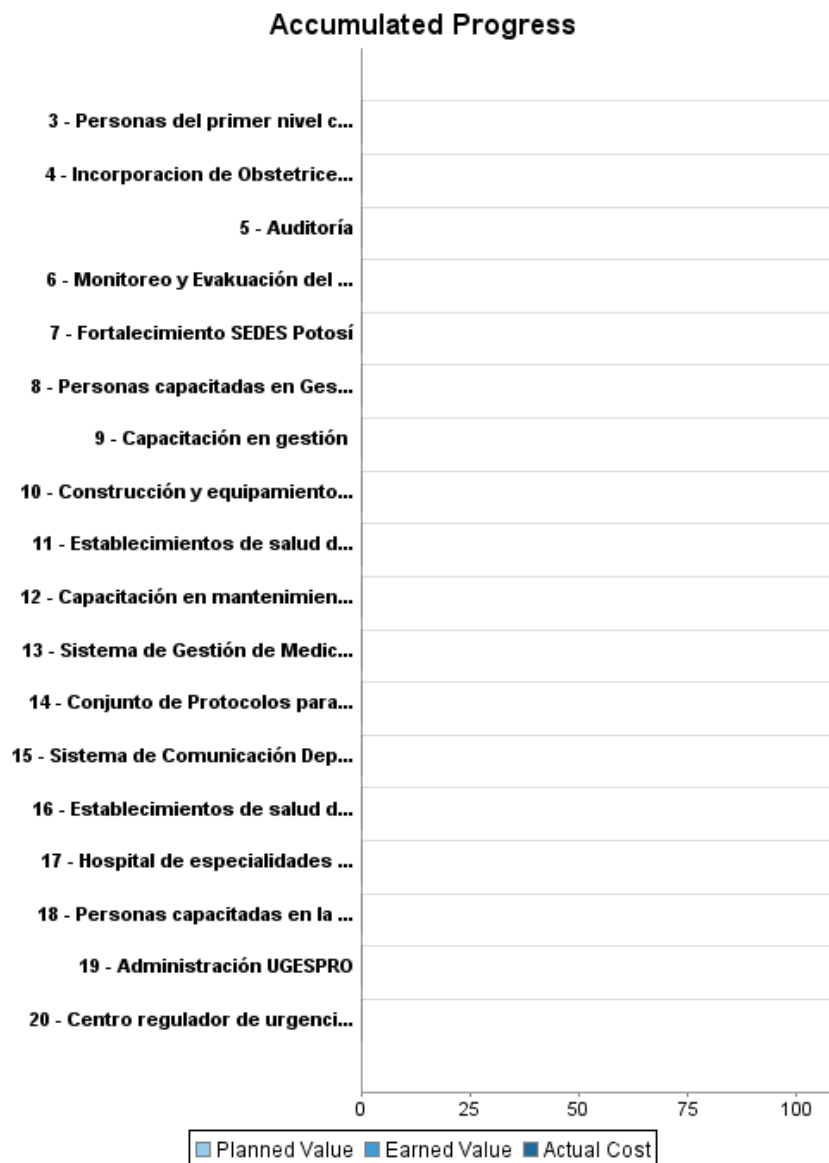 Accumulated Progress
3 - Personas del primer nivel c...
4 - Incorporacion de Obstetrice...
5 - Auditoría
6 - Monitoreo y Evakuación del ...
7 - Fortalecimiento SEDES Potosí
8 - Personas capacitadas en Ges...
9 - Capacitación en gestión
10 - Construcción y equipamiento...
11 - Establecimientos de salud d...
12 - Capacitación en mantenimien...
13 - Sistema de Gestión de Medic...
14 - Conjunto de Protocolos para...
15 - Sistema de Comunicación Dep...
16 - Establecimientos de salud d...
17 - Hospital de especialidades ...
18 - Personas capacitadas en la ...
19 - Administración UGESPRO
20 - Centro regulador de urgenci...
0 25 50 75 100
Planned Value Earned Value Actual Cost